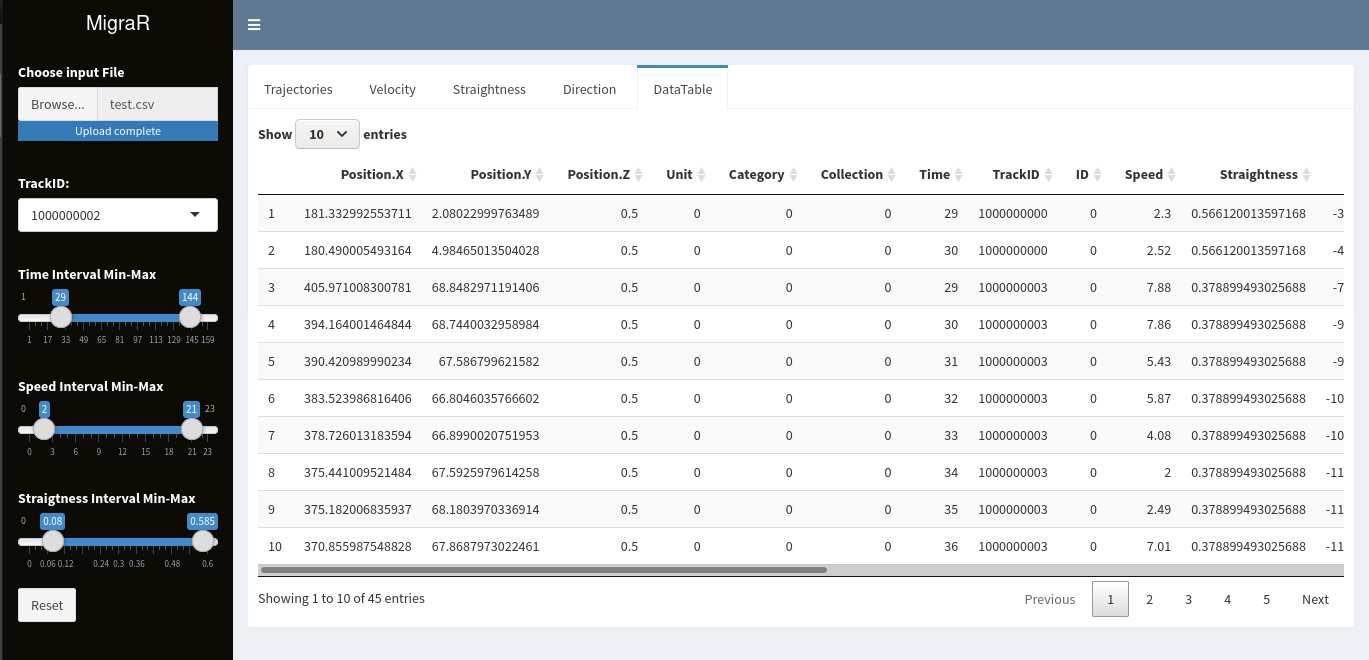 MigraR
Choose input File
Browse... test.csv
Upload complete
TrackID:
1000000002
Time Interval Min-Max
1 29 144
1 17 33 49 65 81 97 113 129 145 159
Speed Interval Min-Max
0 2 21 23
0 3 6 9 12 15 18 21 23
Straigtness Interval Min-Max
0 0.08 0.585
0 0.06 0.12 0.24 0.3 0.36 0.48 0.6
Reset
Trajectories Velocity Straightness Direction DataTable
Show 10 entries
Position.X Position.Y Position.Z Unit Category Collection Time TrackID ID Speed Straightness
1 181.332992553711 2.08022999763489 0.5 0 0 0 29 1000000000 0 2.3 0.566120013597168 -3
2 180.490005493164 4.98465013504028 0.5 0 0 0 30 1000000000 0 2.52 0.566120013597168 -4
3 405.971008300781 68.8482971191406 0.5 0 0 0 29 1000000003 0 7.88 0.378899493025688 -7
4 394.164001464844 68.7440032958984 0.5 0 0 0 30 1000000003 0 7.86 0.378899493025688 -9
5 390.420989990234 67.586799621582 0.5 0 0 0 31 1000000003 0 5.43 0.378899493025688 -9
6 383.523986816406 66.8046035766602 0.5 0 0 0 32 1000000003 0 5.87 0.378899493025688 -10
7 378.726013183594 66.8990020751953 0.5 0 0 0 33 1000000003 0 4.08 0.378899493025688 -10
8 375.441009521484 67.5925979614258 0.5 0 0 0 34 1000000003 0 2 0.378899493025688 -11
9 375.182006835937 68.1803970336914 0.5 0 0 0 35 1000000003 0 2.49 0.378899493025688 -11
10 370.855987548828 67.8687973022461 0.5 0 0 0 36 1000000003 0 7.01 0.378899493025688 -11
Showing 1 to 10 of 45 entries
Previous 1 2 3 4 5 Next